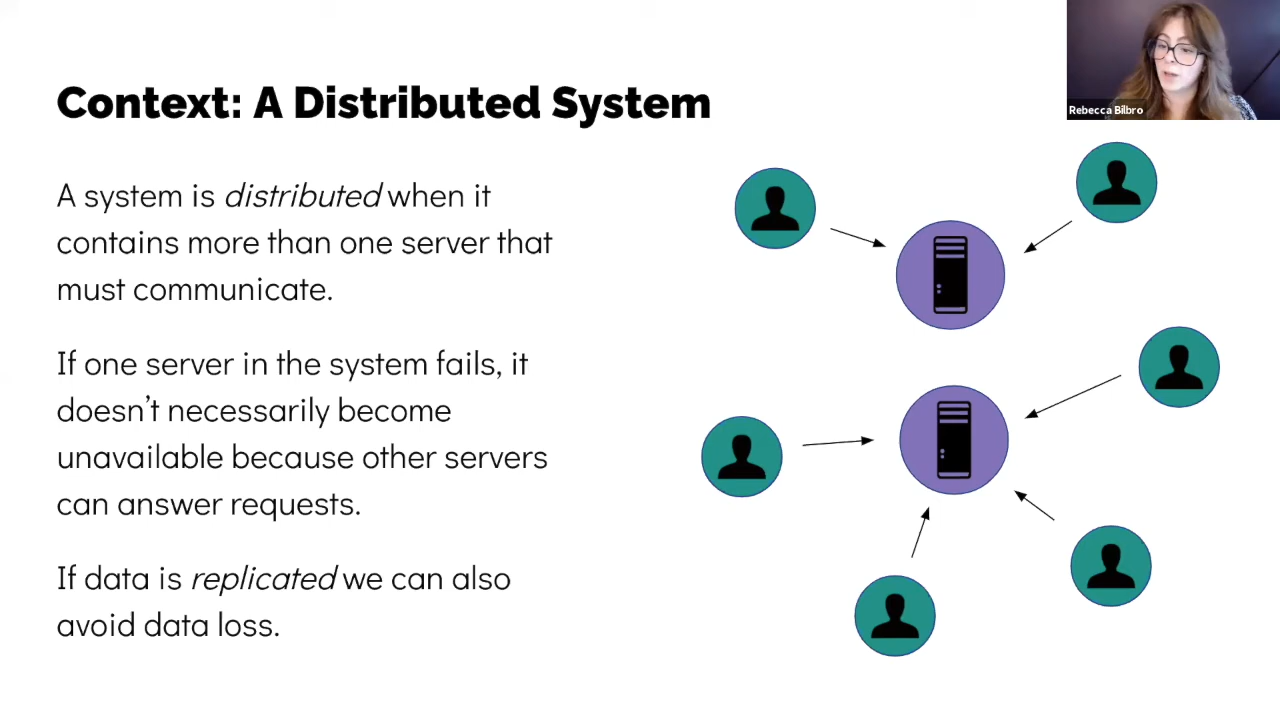 Context: A Distributed System
Rebecca Bilbro
A system is distributed when it
contains more than one server that
must communicate.
If one server in the system fails, it
doesn’t necessarily become
unavailable because other servers
can answer requests.
If data is replicated we can also
avoid data loss.